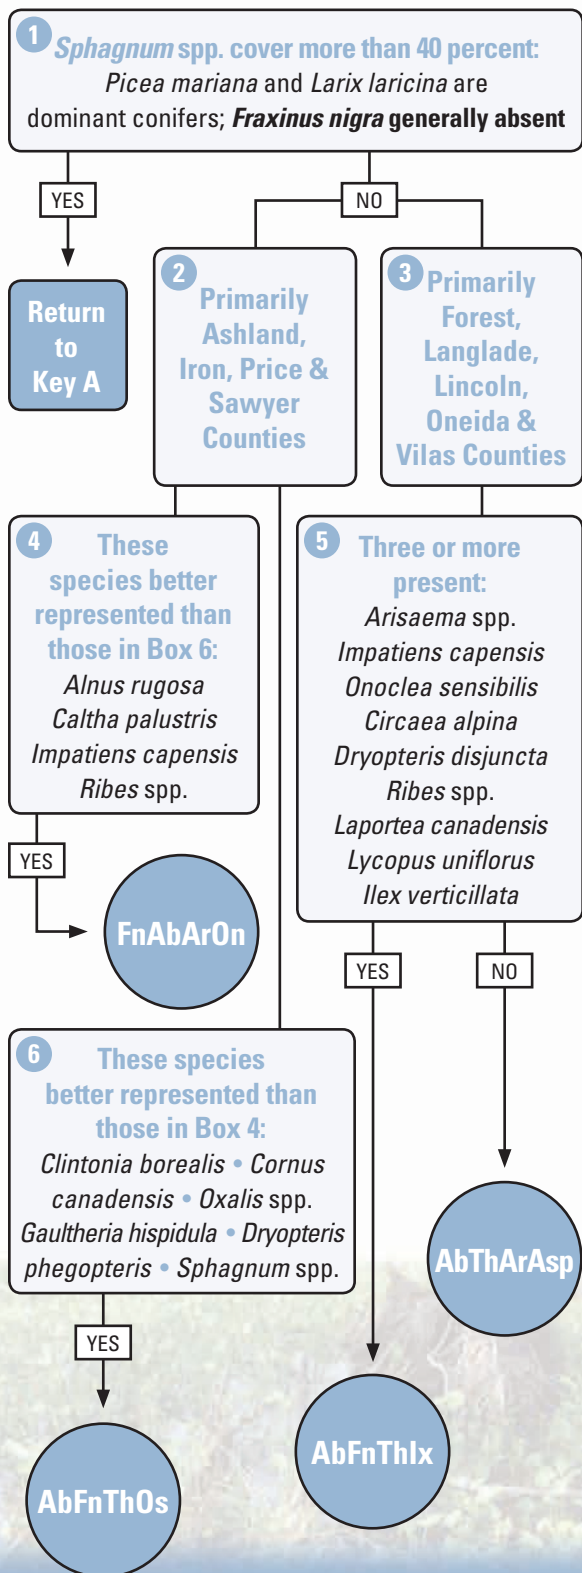 1
Sphagnum spp. cover more than 40 percent:
Picea mariana and Larix laricina are
dominant conifers; Fraxinus nigra generally absent
YES
NO
Return
to
Key A
2
Primarily
Ashland,
Iron, Price &
Sawyer
Counties
3
Primarily
Forest,
Langlade,
Lincoln,
Oneida &
Vilas Counties
4
These
species better
represented than
those in Box 6:
Alnus rugosa
Caltha palustris
Impatiens capensis
Ribes spp.
YES
FnAbArOn
5
Three or more
present:
Arisaema spp.
Impatiens capensis
Onoclea sensibilis
Circaea alpina
Dryopteris disjuncta
Ribes spp.
Laportea canadensis
Lycopus uniflorus
Ilex verticillata
YES
NO
6
These species
better represented than
those in Box 4:
Clintonia borealis • Cornus
canadensis • Oxalis spp.
Gaultheria hispidula • Dryopteris
phegopteris • Sphagnum spp.
YES
AbThArAsp
AbFnThIx
AbFnThOs